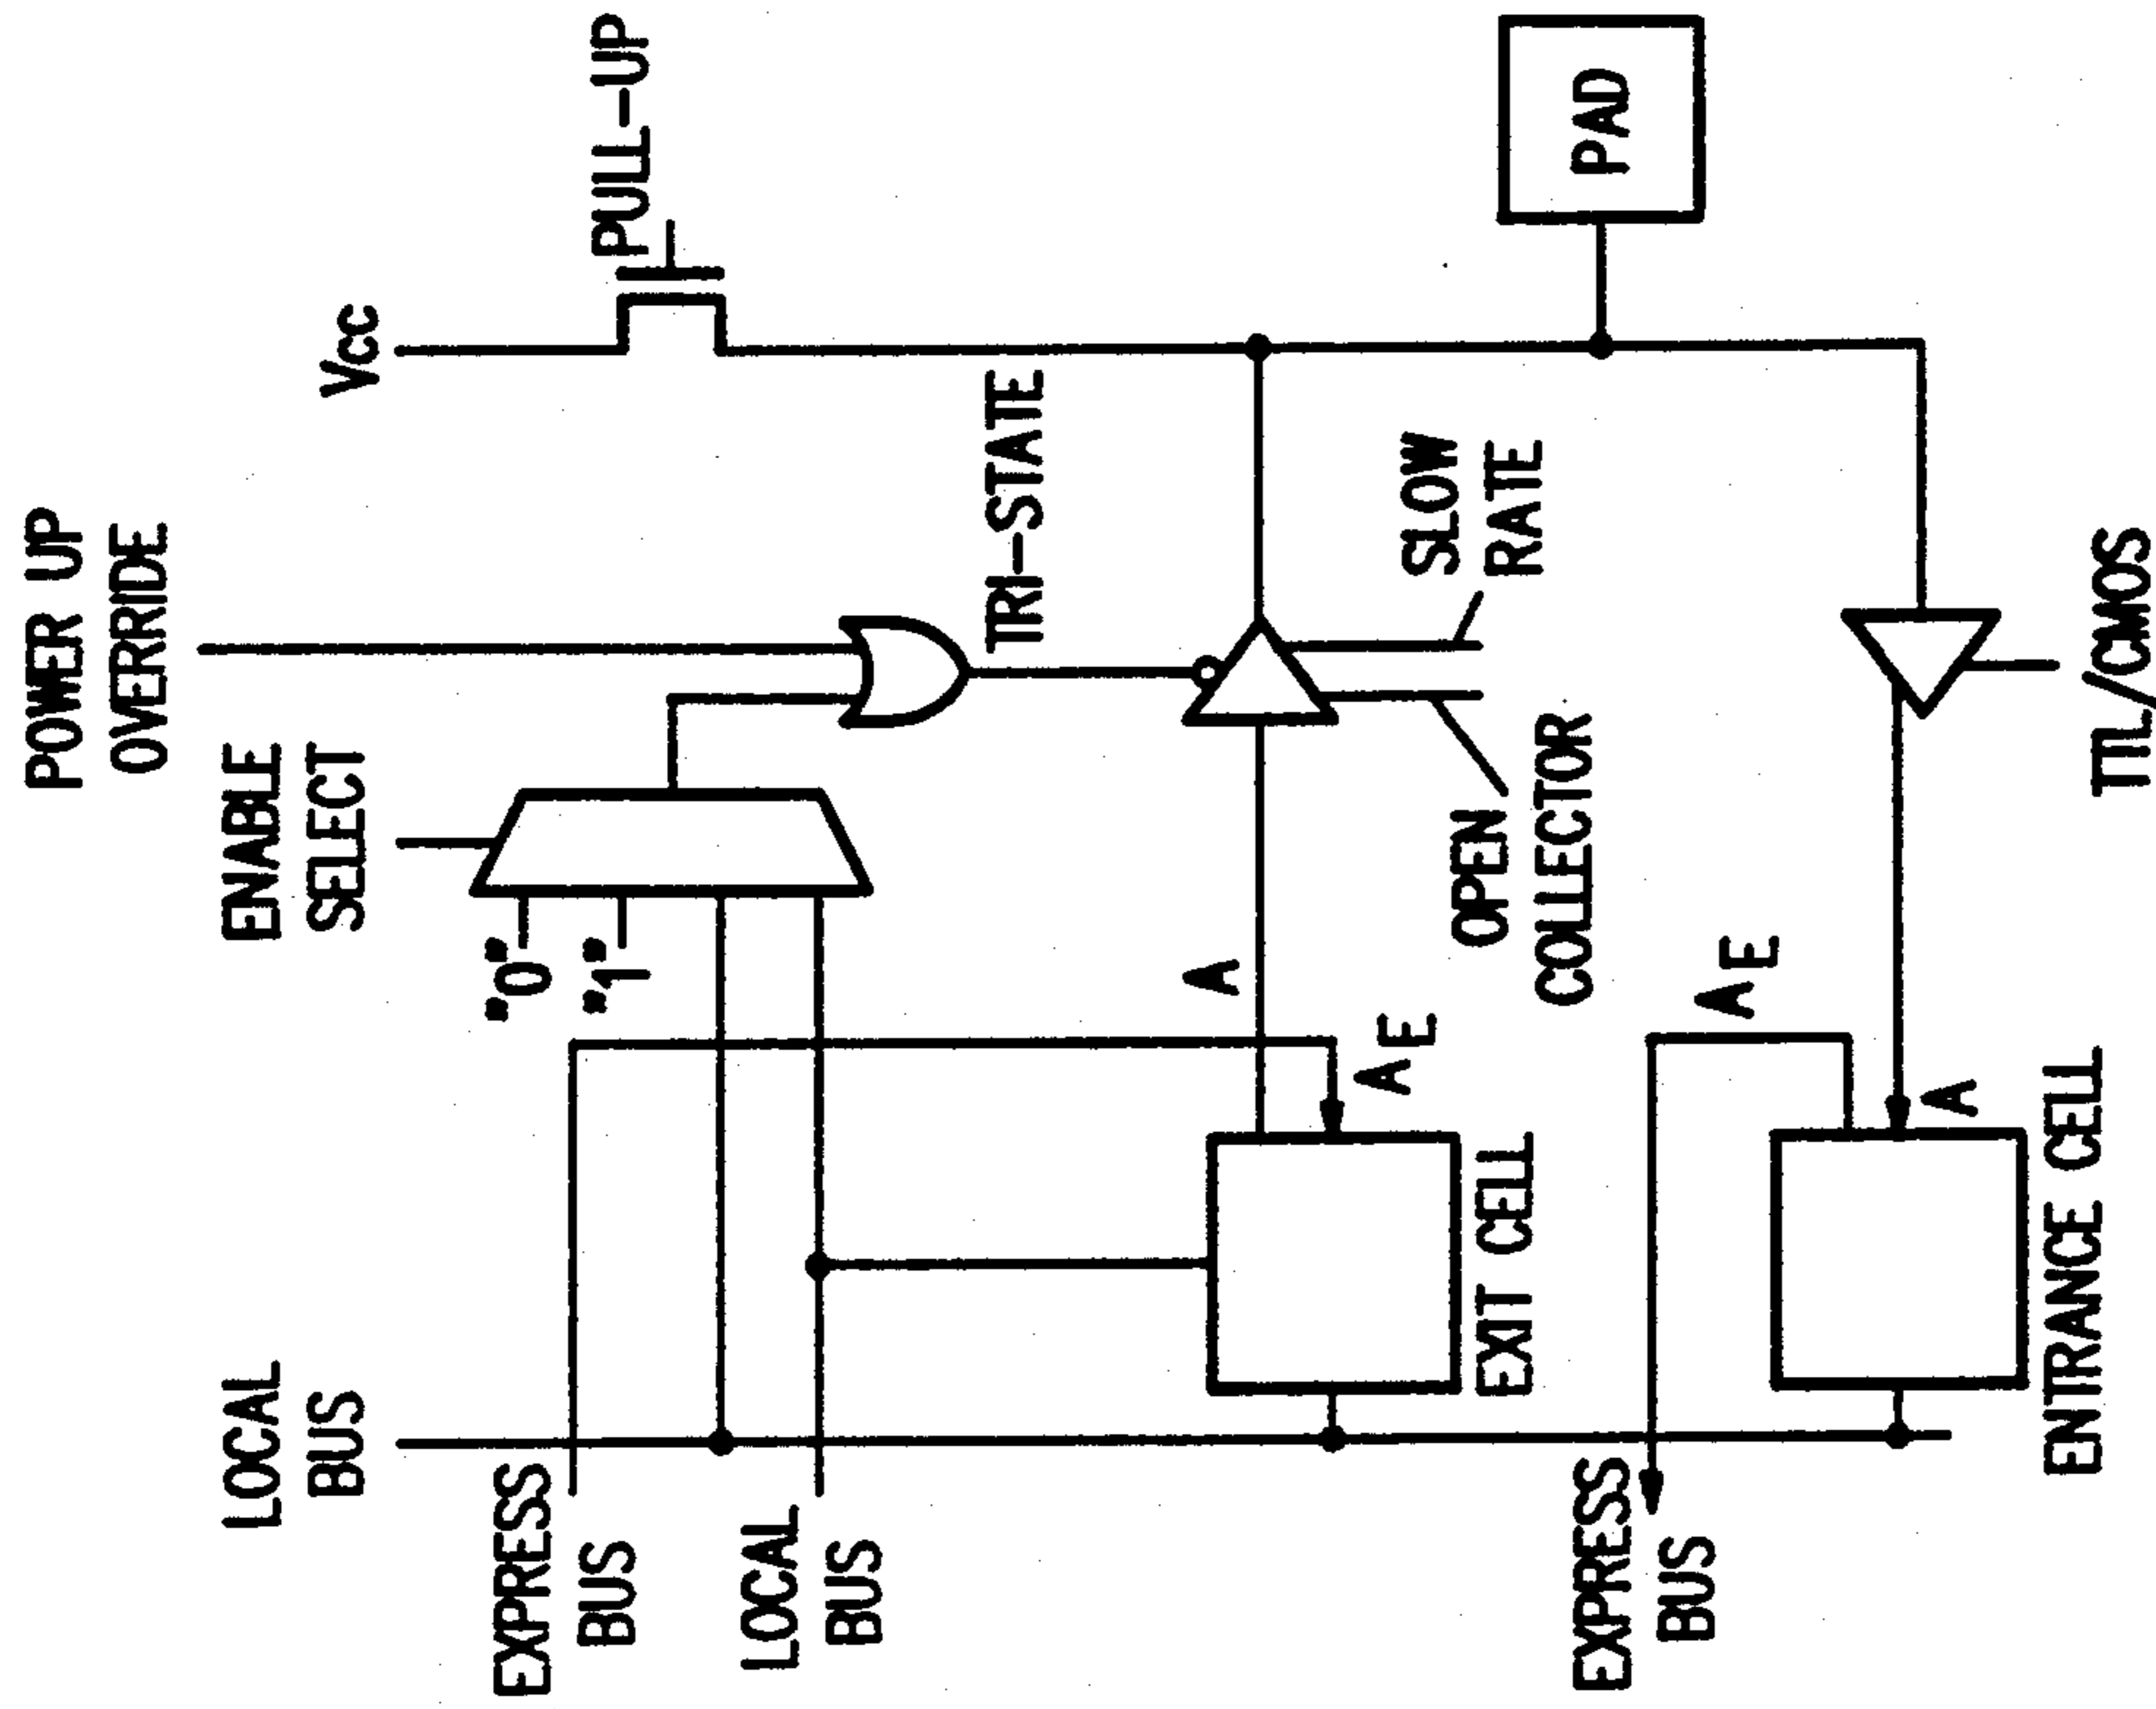 POWER UP
OVERRIDE
ENABLE
SELECT
LOCAL
BUS
Vcc
PULL-UP
"0"
"1"
EXPRESS
BUS
LOCAL
BUS
TRI-STATE
A
A E
SLOW
RATE
OPEN
COLLECTOR
PAD
EXIT CELL
EXPRESS
BUS
A E
A
TTL/CMOS
ENTRANCE CELL